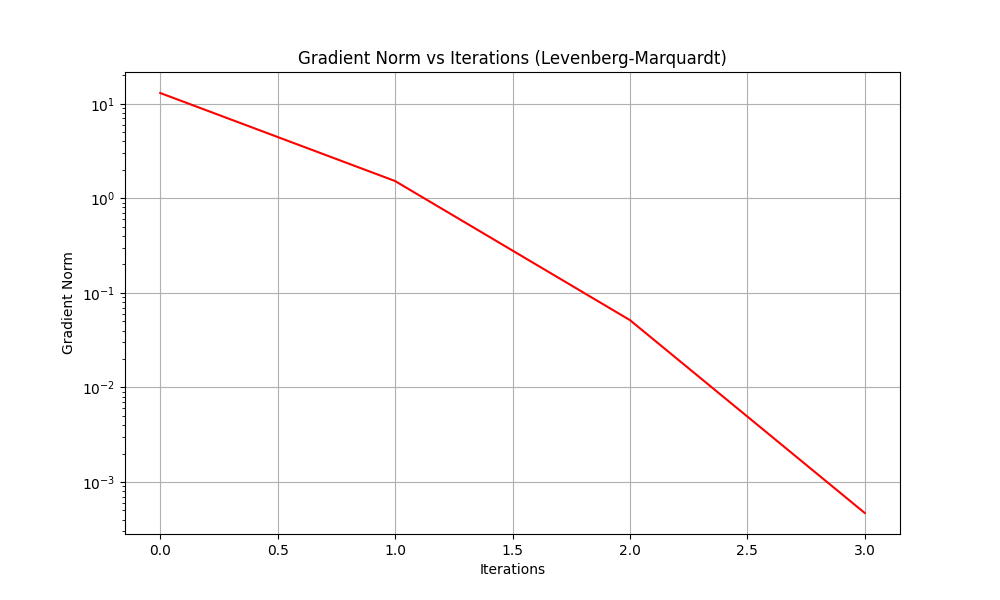 Gradient Norm vs Iterations (Levenberg-Marquardt)
Gradient Norm
10¹
10⁰
10⁻¹
10⁻²
10⁻³
0.0 0.5 1.0 1.5 2.0 2.5 3.0
Iterations